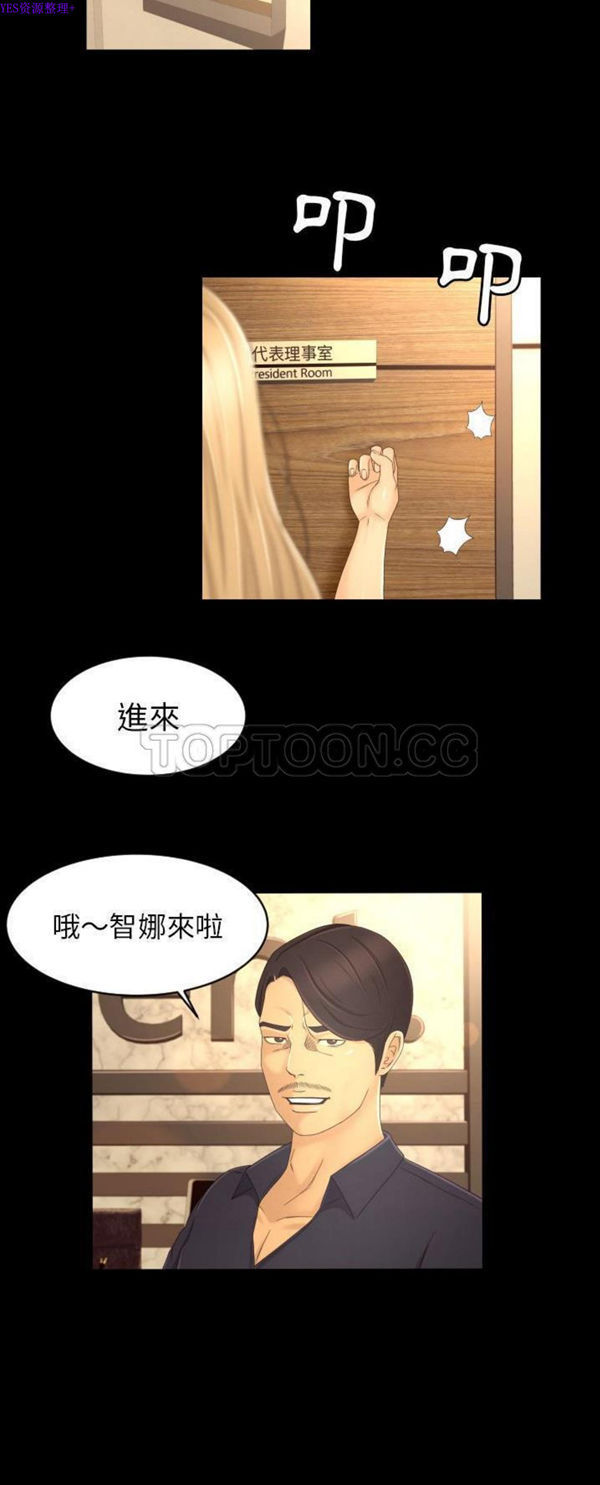 YES资源整理+
叩
叩
代表理事室
resident Room
進來
TOPTOON.CC
哦～智娜來啦